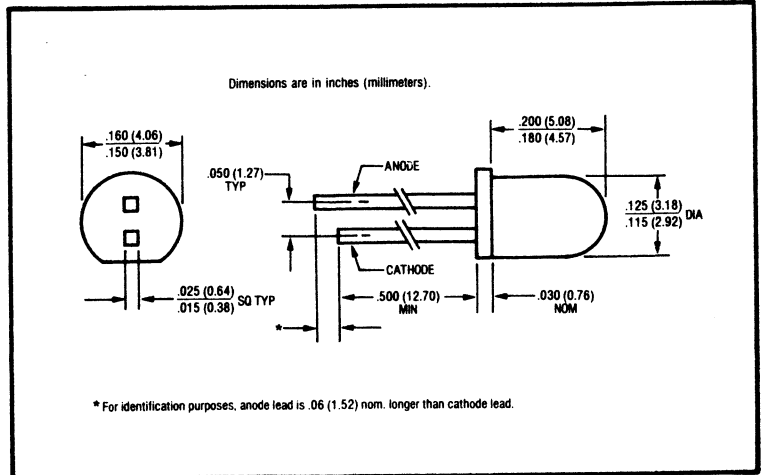 Dimensions are in inches (millimeters).
.160 (4.06)
.150 (3.81)
.200 (5.08)
.180 (4.57)
.050 (1.27)
TYP
ANODE
.125 (3.18)
.115 (2.92)
DIA
CATHODE
.025 (0.64)
.015 (0.38)
SQ TYP
.500 (12.70)
MIN
.030 (0.76)
NOM
*
* For identification purposes, anode lead is .06 (1.52) nom. longer than cathode lead.